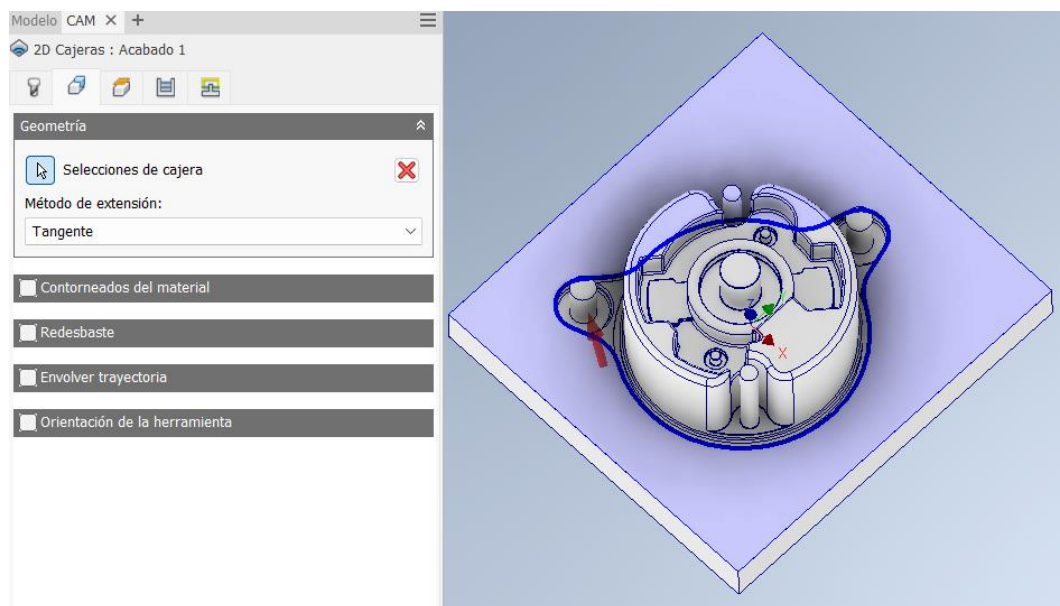 Modelo CAM × +
2D Cajeras : Acabado 1
Geometría
Selecciones de cajera
Método de extensión:
Tangente
Contorneados del material
Redesbaste
Envolver trayectoria
Orientación de la herramienta
Z
X